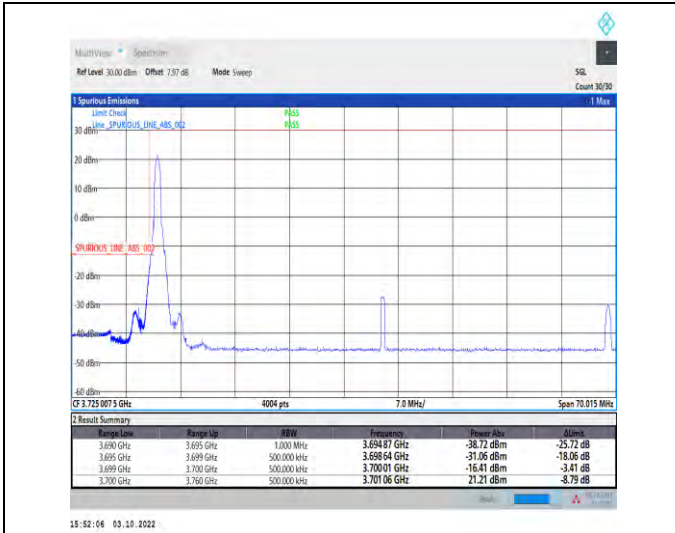 MultiView Spectrum
Ref Level 30.00 dBm Offset 7.97 dB Mode Sweep SGL
Count 30/30
1 Spurious Emissions 1 Max
Limit Check PASS
Line _SPURIOUS_LINE_ABS_002 PASS
30 dBm
20 dBm
10 dBm
0 dBm
_SPURIOUS_LINE_ABS_002
-20 dBm
-30 dBm
-40 dBm
-50 dBm
-60 dBm
CF 3.725 007 5 GHz 4004 pts 7.0 MHz/ Span 70.015 MHz
2 Result Summary
Range Low Range Up RBW Frequency Power Abs ΔLimit
3.690 GHz 3.695 GHz 1.000 MHz 3.694 87 GHz -38.72 dBm -25.72 dB
3.695 GHz 3.699 GHz 500.000 kHz 3.698 64 GHz -31.06 dBm -18.06 dB
3.699 GHz 3.700 GHz 500.000 kHz 3.700 01 GHz -16.41 dBm -3.41 dB
3.700 GHz 3.760 GHz 500.000 kHz 3.701 06 GHz 21.21 dBm -8.79 dB
15:52:06 03.10.2022